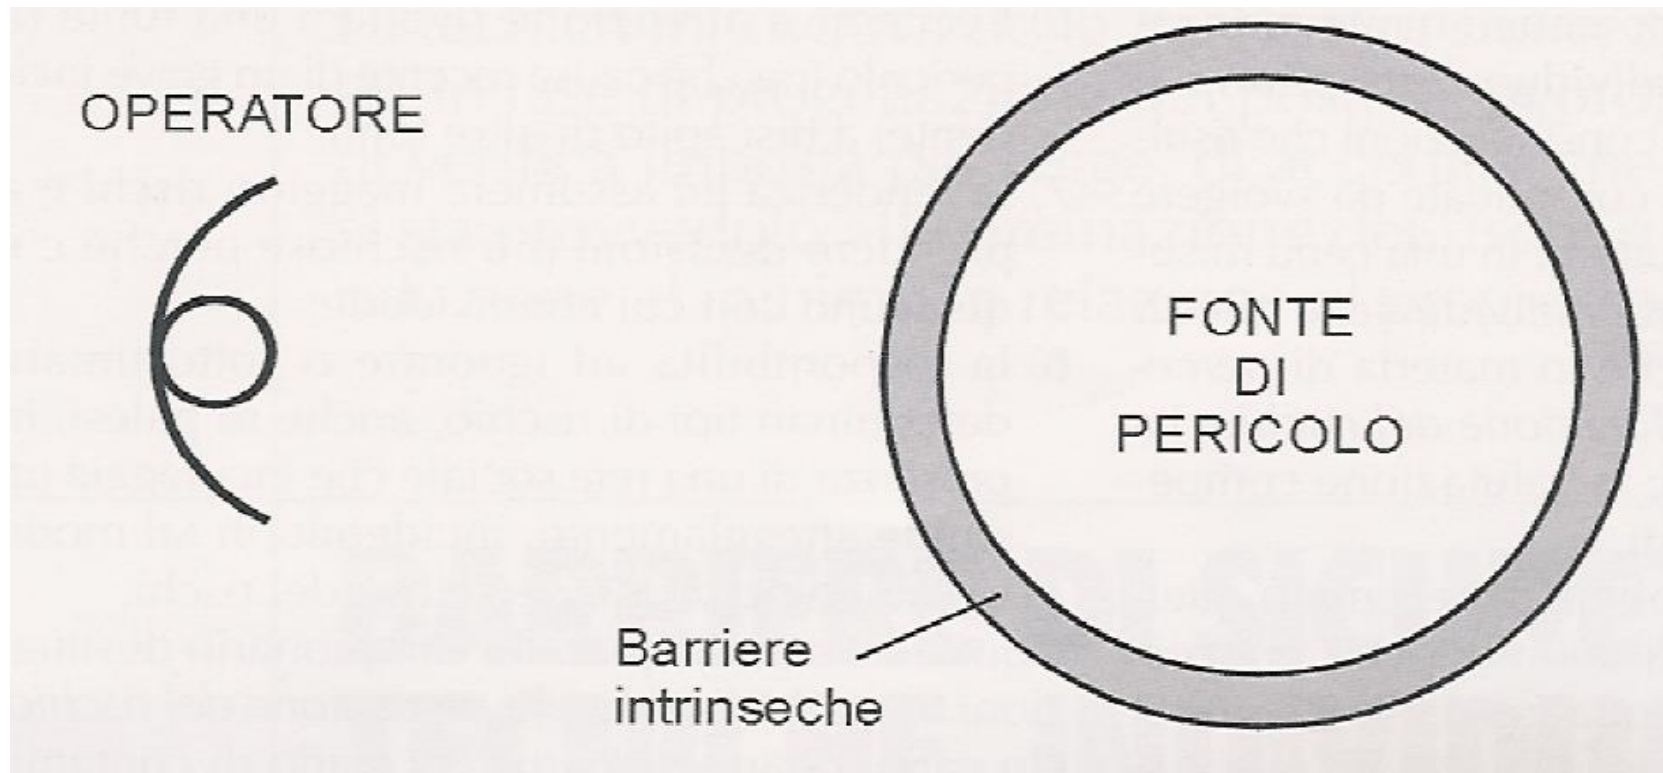 OPERATORE
FONTE
DI
PERICOLO
Barriere
intrinseche